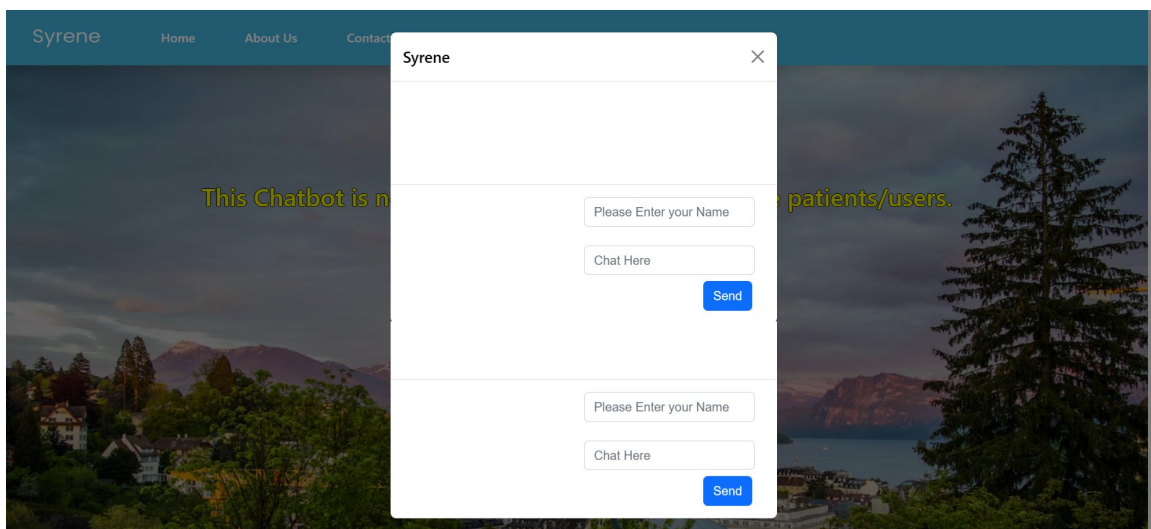 Syrene Home About Us Contact
Syrene
This Chatbot is n patients/users.
Please Enter your Name
Chat Here
Send
Please Enter your Name
Chat Here
Send